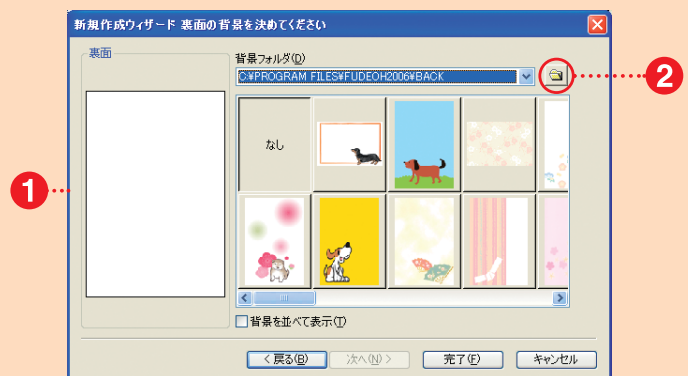 新規作成ウィザード 裏面の背景を決めてください
裏面
背景フォルダ(D)
C:¥PROGRAM FILES¥FUDEOH2006¥BACK
2
なし
1
背景を並べて表示(T)
< 戻る(B)
次へ(N) >
完了(F)
キャンセル